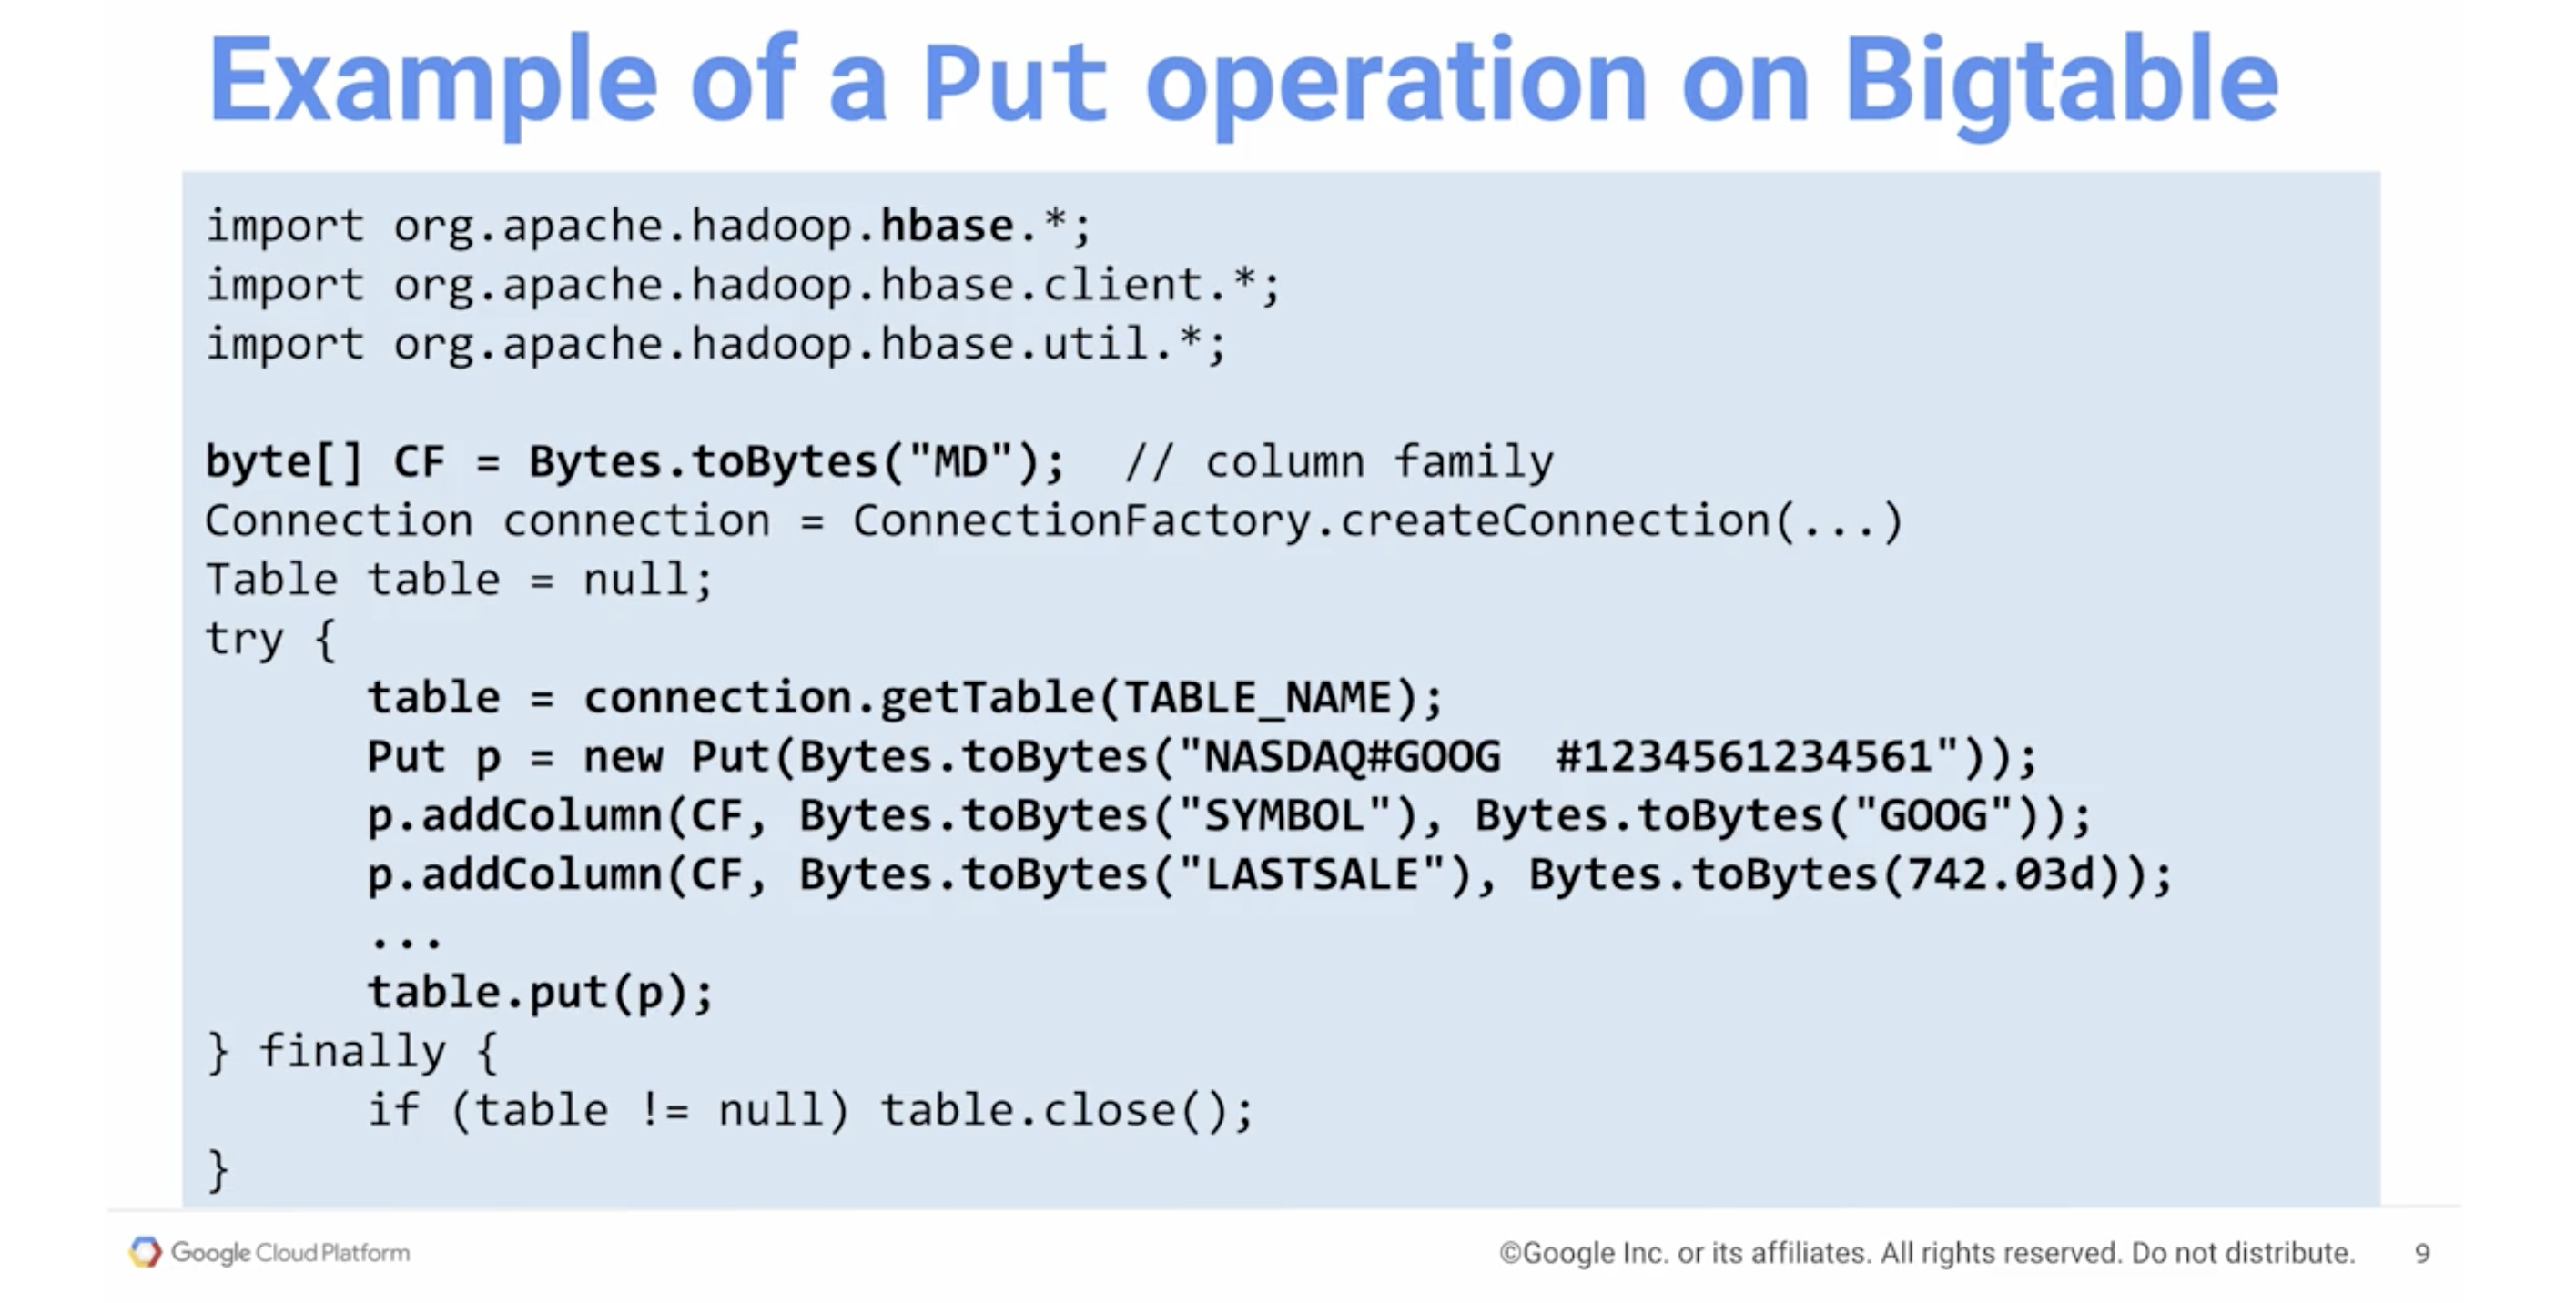 Example of a Put operation on Bigtable
import org.apache.hadoop.hbase.*;
import org.apache.hadoop.hbase.client.*;
import org.apache.hadoop.hbase.util.*;
byte[] CF = Bytes.toBytes("MD");  // column family
Connection connection = ConnectionFactory.createConnection(...)
Table table = null;
try {
      table = connection.getTable(TABLE_NAME);
      Put p = new Put(Bytes.toBytes("NASDAQ#GOOG  #1234561234561"));
      p.addColumn(CF, Bytes.toBytes("SYMBOL"), Bytes.toBytes("GOOG"));
      p.addColumn(CF, Bytes.toBytes("LASTSALE"), Bytes.toBytes(742.03d));
      ...
      table.put(p);
} finally {
      if (table != null) table.close();
}
Google Cloud Platform
©Google Inc. or its affiliates. All rights reserved. Do not distribute. 9